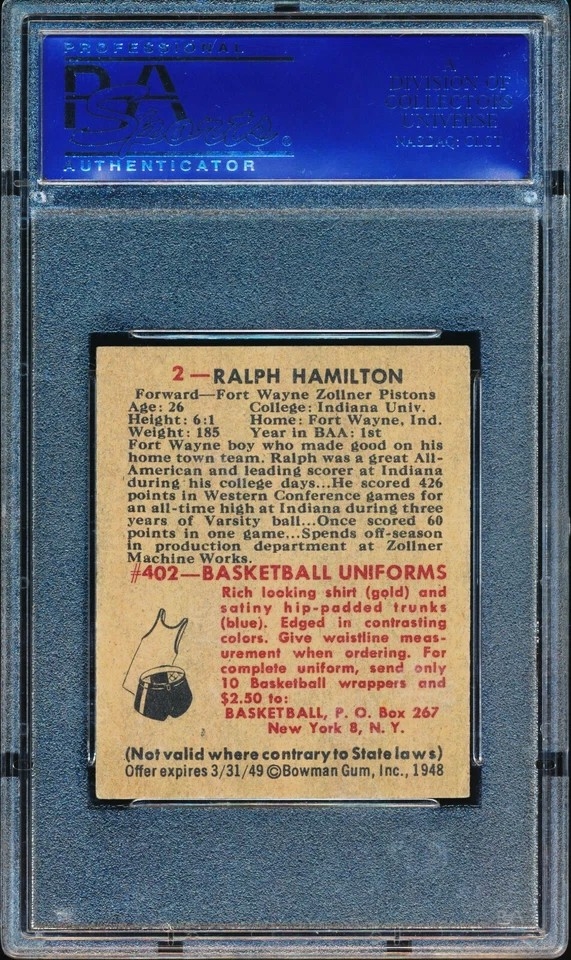 PROFESSIONAL
PSA
Sports
AUTHENTICATOR
A
DIVISION OF
COLLECTORS
UNIVERSE
NASDAQ: CLCT
2—RALPH HAMILTON
Forward—Fort Wayne Zollner Pistons
Age: 26 College: Indiana Univ.
Height: 6:1 Home: Fort Wayne, Ind.
Weight: 185 Year in BAA: 1st
Fort Wayne boy who made good on his
home town team. Ralph was a great All-
American and leading scorer at Indiana
during his college days...He scored 426
points in Western Conference games for
an all-time high at Indiana during three
years of Varsity ball...Once scored 60
points in one game...Spends off-season
in production department at Zollner
Machine Works.
#402—BASKETBALL UNIFORMS
Rich looking shirt (gold) and
satiny hip-padded trunks
(blue). Edged in contrasting
colors. Give waistline meas-
urement when ordering. For
complete uniform, send only
10 Basketball wrappers and
$2.50 to:
BASKETBALL, P. O. Box 267
New York 8, N. Y.
(Not valid where contrary to State laws)
Offer expires 3/31/49 ©Bowman Gum, Inc., 1948